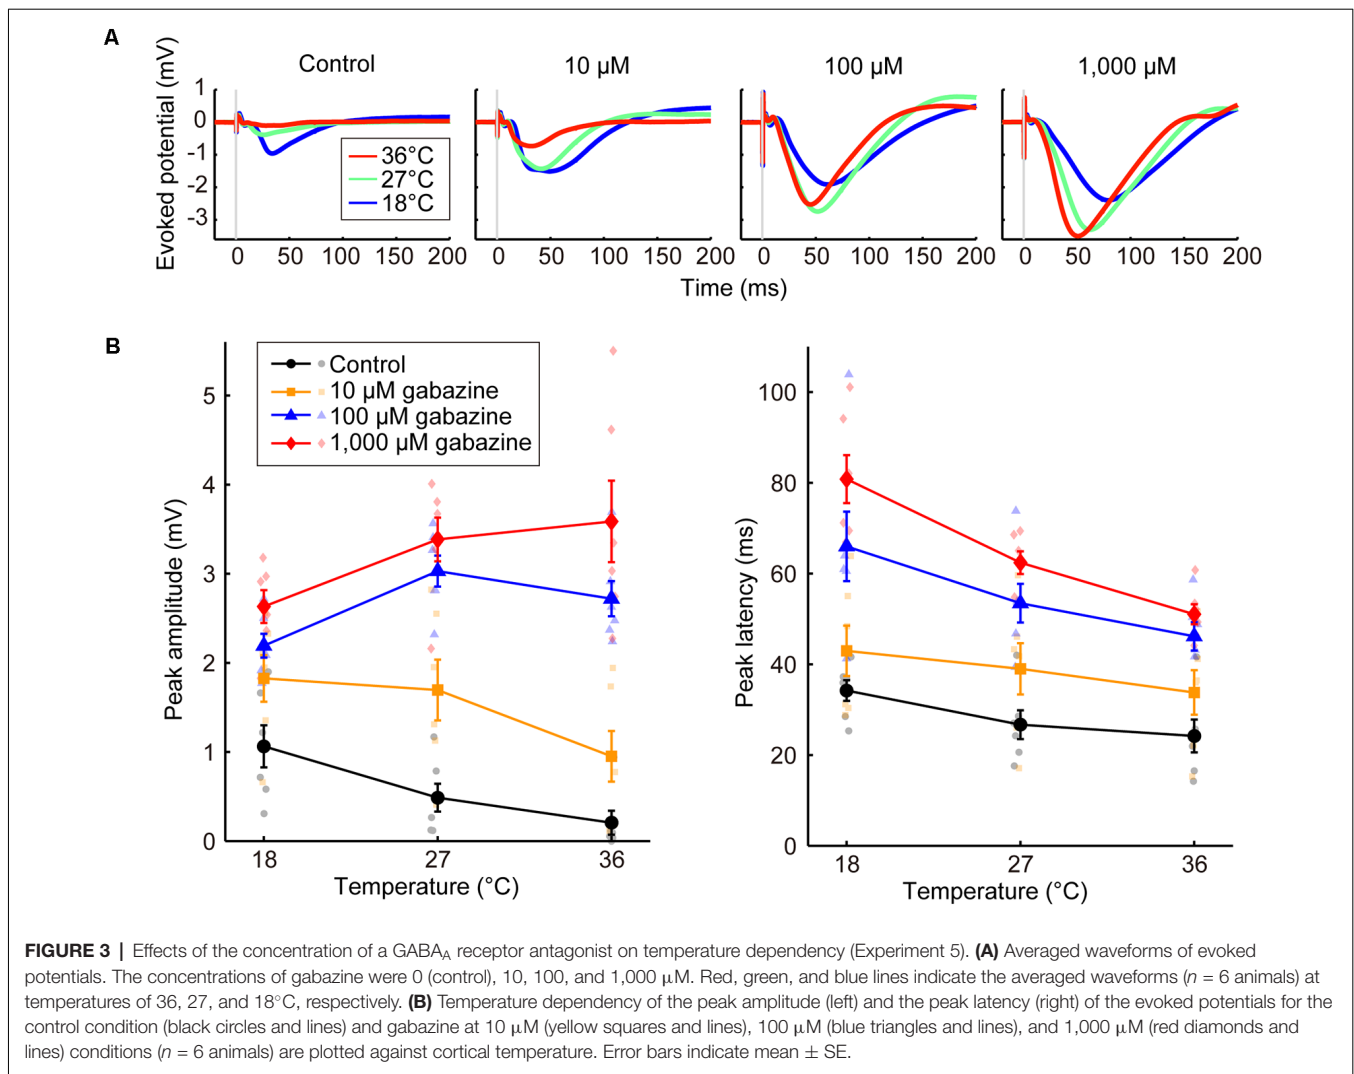 A
Control
10 µM
100 µM
1,000 µM
Evoked potential (mV)
1
0
-1
-2
-3
36°C
27°C
18°C
0 50 100 150 200
0 50 100 150 200
0 50 100 150 200
0 50 100 150 200
Time (ms)
B
Control
10 µM gabazine
100 µM gabazine
1,000 µM gabazine
Peak amplitude (mV)
5
4
3
2
1
0
18 27 36
Temperature (°C)
Peak latency (ms)
100
80
60
40
20
0
18 27 36
Temperature (°C)
FIGURE 3 | Effects of the concentration of a GABAA receptor antagonist on temperature dependency (Experiment 5). (A) Averaged waveforms of evoked
potentials. The concentrations of gabazine were 0 (control), 10, 100, and 1,000 µM. Red, green, and blue lines indicate the averaged waveforms (n = 6 animals) at
temperatures of 36, 27, and 18°C, respectively. (B) Temperature dependency of the peak amplitude (left) and the peak latency (right) of the evoked potentials for the
control condition (black circles and lines) and gabazine at 10 µM (yellow squares and lines), 100 µM (blue triangles and lines), and 1,000 µM (red diamonds and
lines) conditions (n = 6 animals) are plotted against cortical temperature. Error bars indicate mean ± SE.